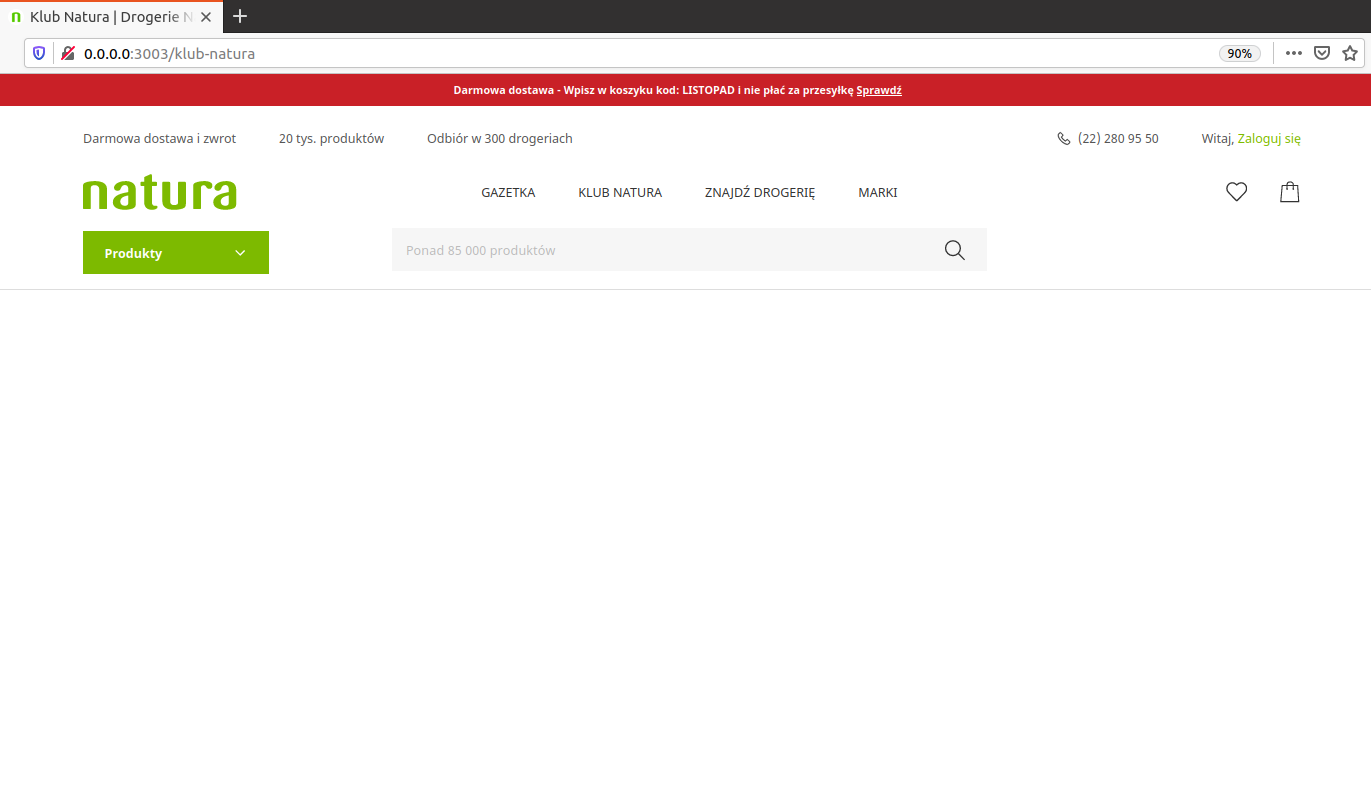 Klub Natura | Drogerie N
0.0.0.0:3003/klub-natura
90%
Darmowa dostawa - Wpisz w koszyku kod: LISTOPAD i nie płać za przesyłkę Sprawdź
Darmowa dostawa i zwrot 20 tys. produktów Odbiór w 300 drogeriach (22) 280 95 50 Witaj, Zaloguj się
natura GAZETKA KLUB NATURA ZNAJDŹ DROGERIĘ MARKI
Produkty Ponad 85 000 produktów